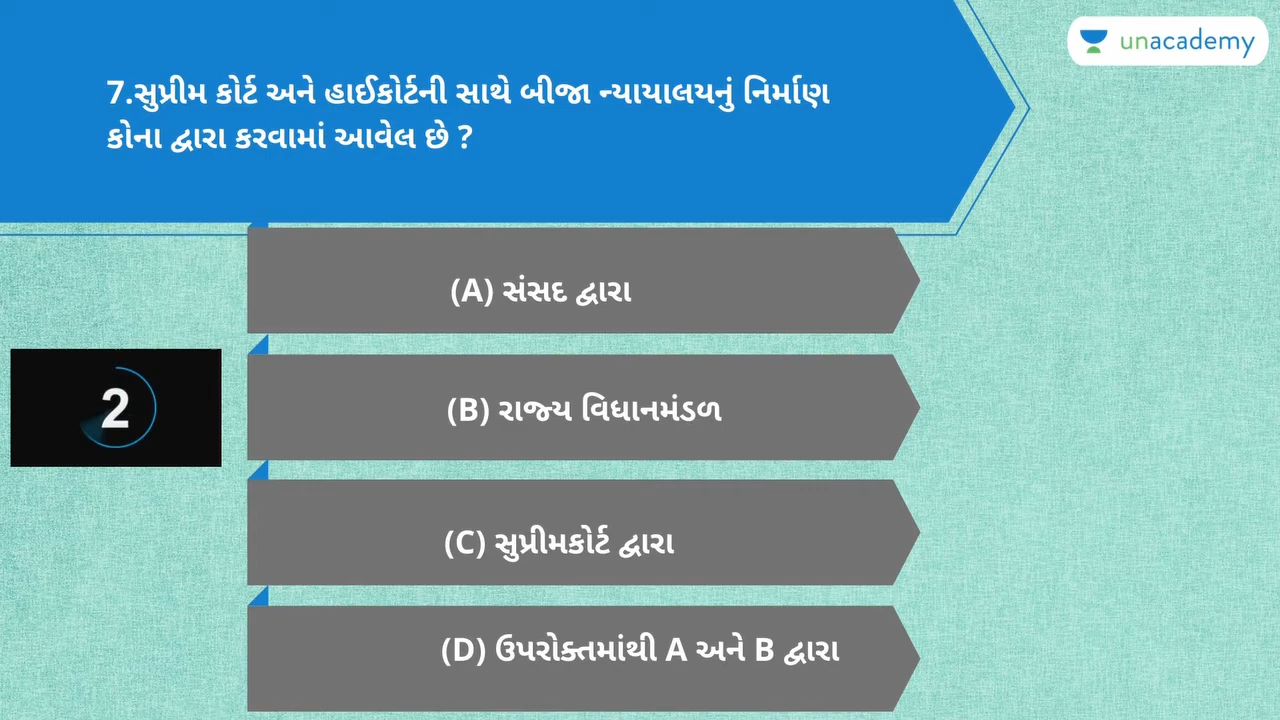 unacademy
7.સુપ્રીમ કોર્ટ અને હાઈકોર્ટની સાથે બીજા ન્યાયાલયનું નિર્માણ
કોના દ્વારા કરવામાં આવેલ છે ?
(A) સંસદ દ્વારા
(B) રાજ્ય વિધાનમંડળ
2
(C) સુપ્રીમકોર્ટ દ્વારા
(D) ઉપરોક્તમાંથી A અને B દ્વારા